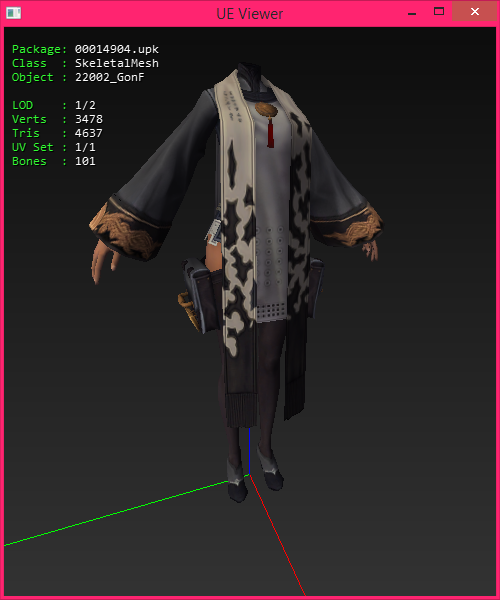 UE Viewer
Package: 00014904.upk
Class : SkeletalMesh
Object : 22002_GonF
LOD : 1/2
Verts : 3478
Tris : 4637
UV Set : 1/1
Bones : 101